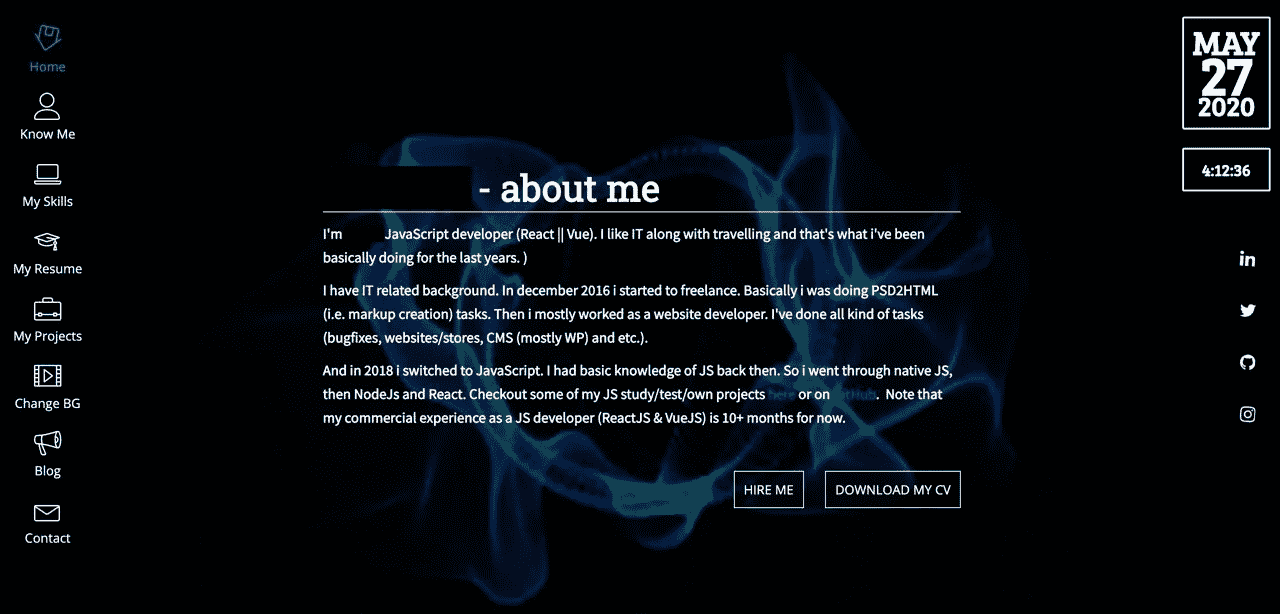 Home
Know Me
My Skills
My Resume
My Projects
Change BG
Blog
Contact
- about me
I'm JavaScript developer (React || Vue). I like IT along with travelling and that's what i've been
basically doing for the last years. )
I have IT related background. In december 2016 i started to freelance. Basically i was doing PSD2HTML
(i.e. markup creation) tasks. Then i mostly worked as a website developer. I've done all kind of tasks
(bugfixes, websites/stores, CMS (mostly WP) and etc.).
And in 2018 i switched to JavaScript. I had basic knowledge of JS back then. So i went through native JS,
then NodeJs and React. Checkout some of my JS study/test/own projects here or on GitHub. Note that
my commercial experience as a JS developer (ReactJS & VueJS) is 10+ months for now.
HIRE ME
DOWNLOAD MY CV
MAY
27
2020
4:12:36
in